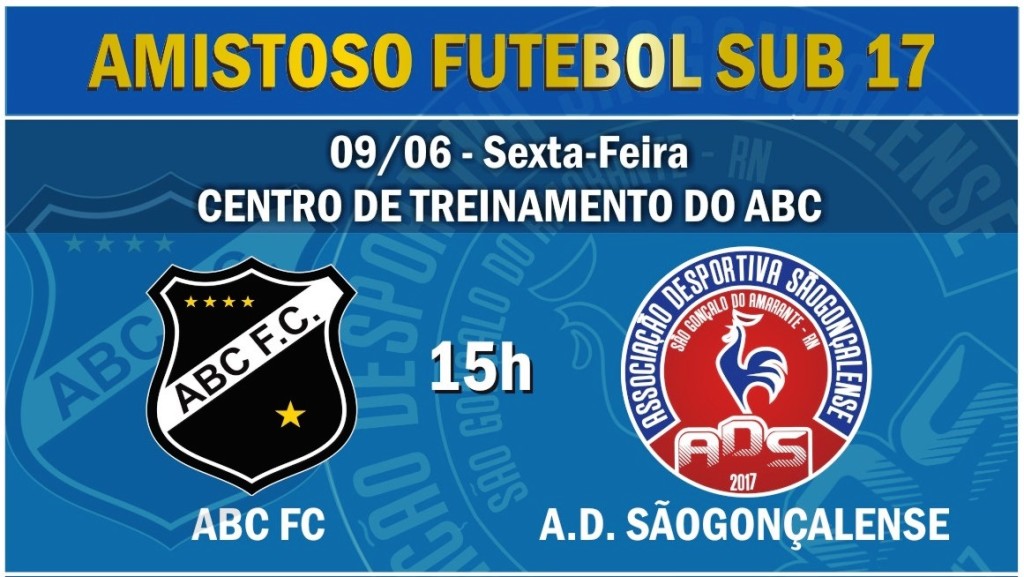 AMISTOSO FUTEBOL SUB 17
09/06 - Sexta-Feira
CENTRO DE TREINAMENTO DO ABC
ABC F.C.
15h
ASSOCIAÇÃO DESPORTIVA SÃOGONÇALENSE
SÃO GONÇALO DO AMARANTE - RN
ADS
2017
ABC FC
A.D. SÃOGONÇALENSE